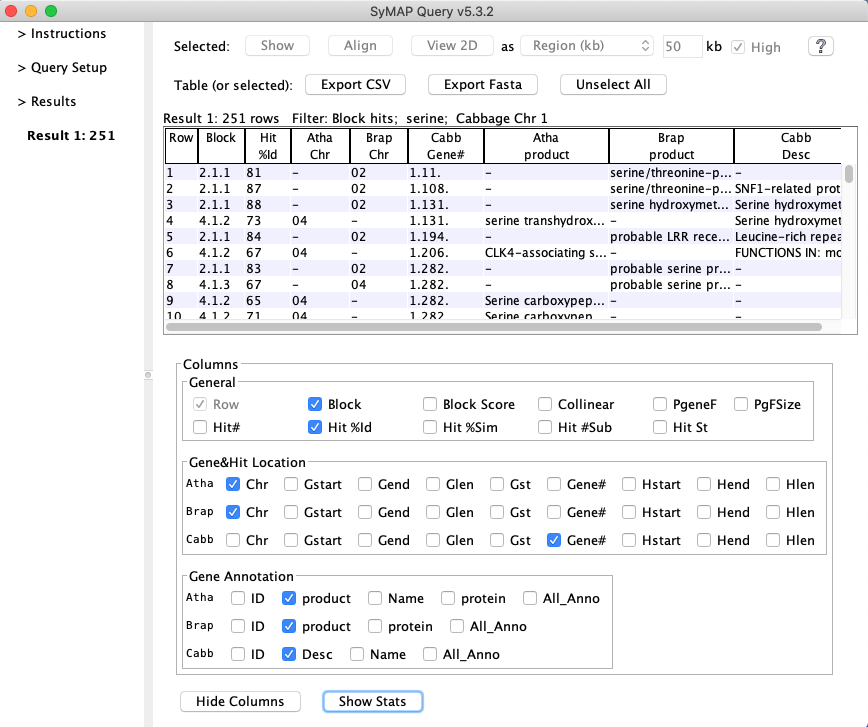 SyMAP Query v5.3.2
> Instructions
> Query Setup
> Results
Result 1: 251
Selected: Show Align View 2D as Region (kb) 50 kb High ?
Table (or selected): Export CSV Export Fasta Unselect All
Result 1: 251 rows Filter: Block hits; serine; Cabbage Chr 1
Row Block Hit Atha Brap Cabb Atha Brap Cabb
%Id Chr Chr Gene# product product Desc
1 2.1.1 81 – 02 1.11. – serine/threonine-p... –
2 2.1.1 87 – 02 1.108. – serine/threonine-p... SNF1-related prot
3 2.1.1 88 – 02 1.131. – serine hydroxymet... Serine hydroxymet
4 4.1.2 73 04 – 1.131. serine transhydrox... – Serine hydroxymet
5 2.1.1 84 – 02 1.194. – probable LRR rece... Leucine-rich repea
6 4.1.2 67 04 – 1.206. CLK4-associating s... – FUNCTIONS IN: mo
7 2.1.1 83 – 02 1.282. – probable serine pr... –
8 4.1.3 67 – 04 1.282. – probable serine pr... –
9 4.1.2 65 04 – 1.282. Serine carboxypep... – –
10 4.1.2 71 04 – 1.282. Serine carboxypep... – –
Columns
General
Row Block Block Score Collinear PgeneF PgFSize
Hit# Hit %Id Hit %Sim Hit #Sub Hit St
Gene&Hit Location
Atha Chr Gstart Gend Glen Gst Gene# Hstart Hend Hlen
Brap Chr Gstart Gend Glen Gst Gene# Hstart Hend Hlen
Cabb Chr Gstart Gend Glen Gst Gene# Hstart Hend Hlen
Gene Annotation
Atha ID product Name protein All_Anno
Brap ID product protein All_Anno
Cabb ID Desc Name All_Anno
Hide Columns Show Stats